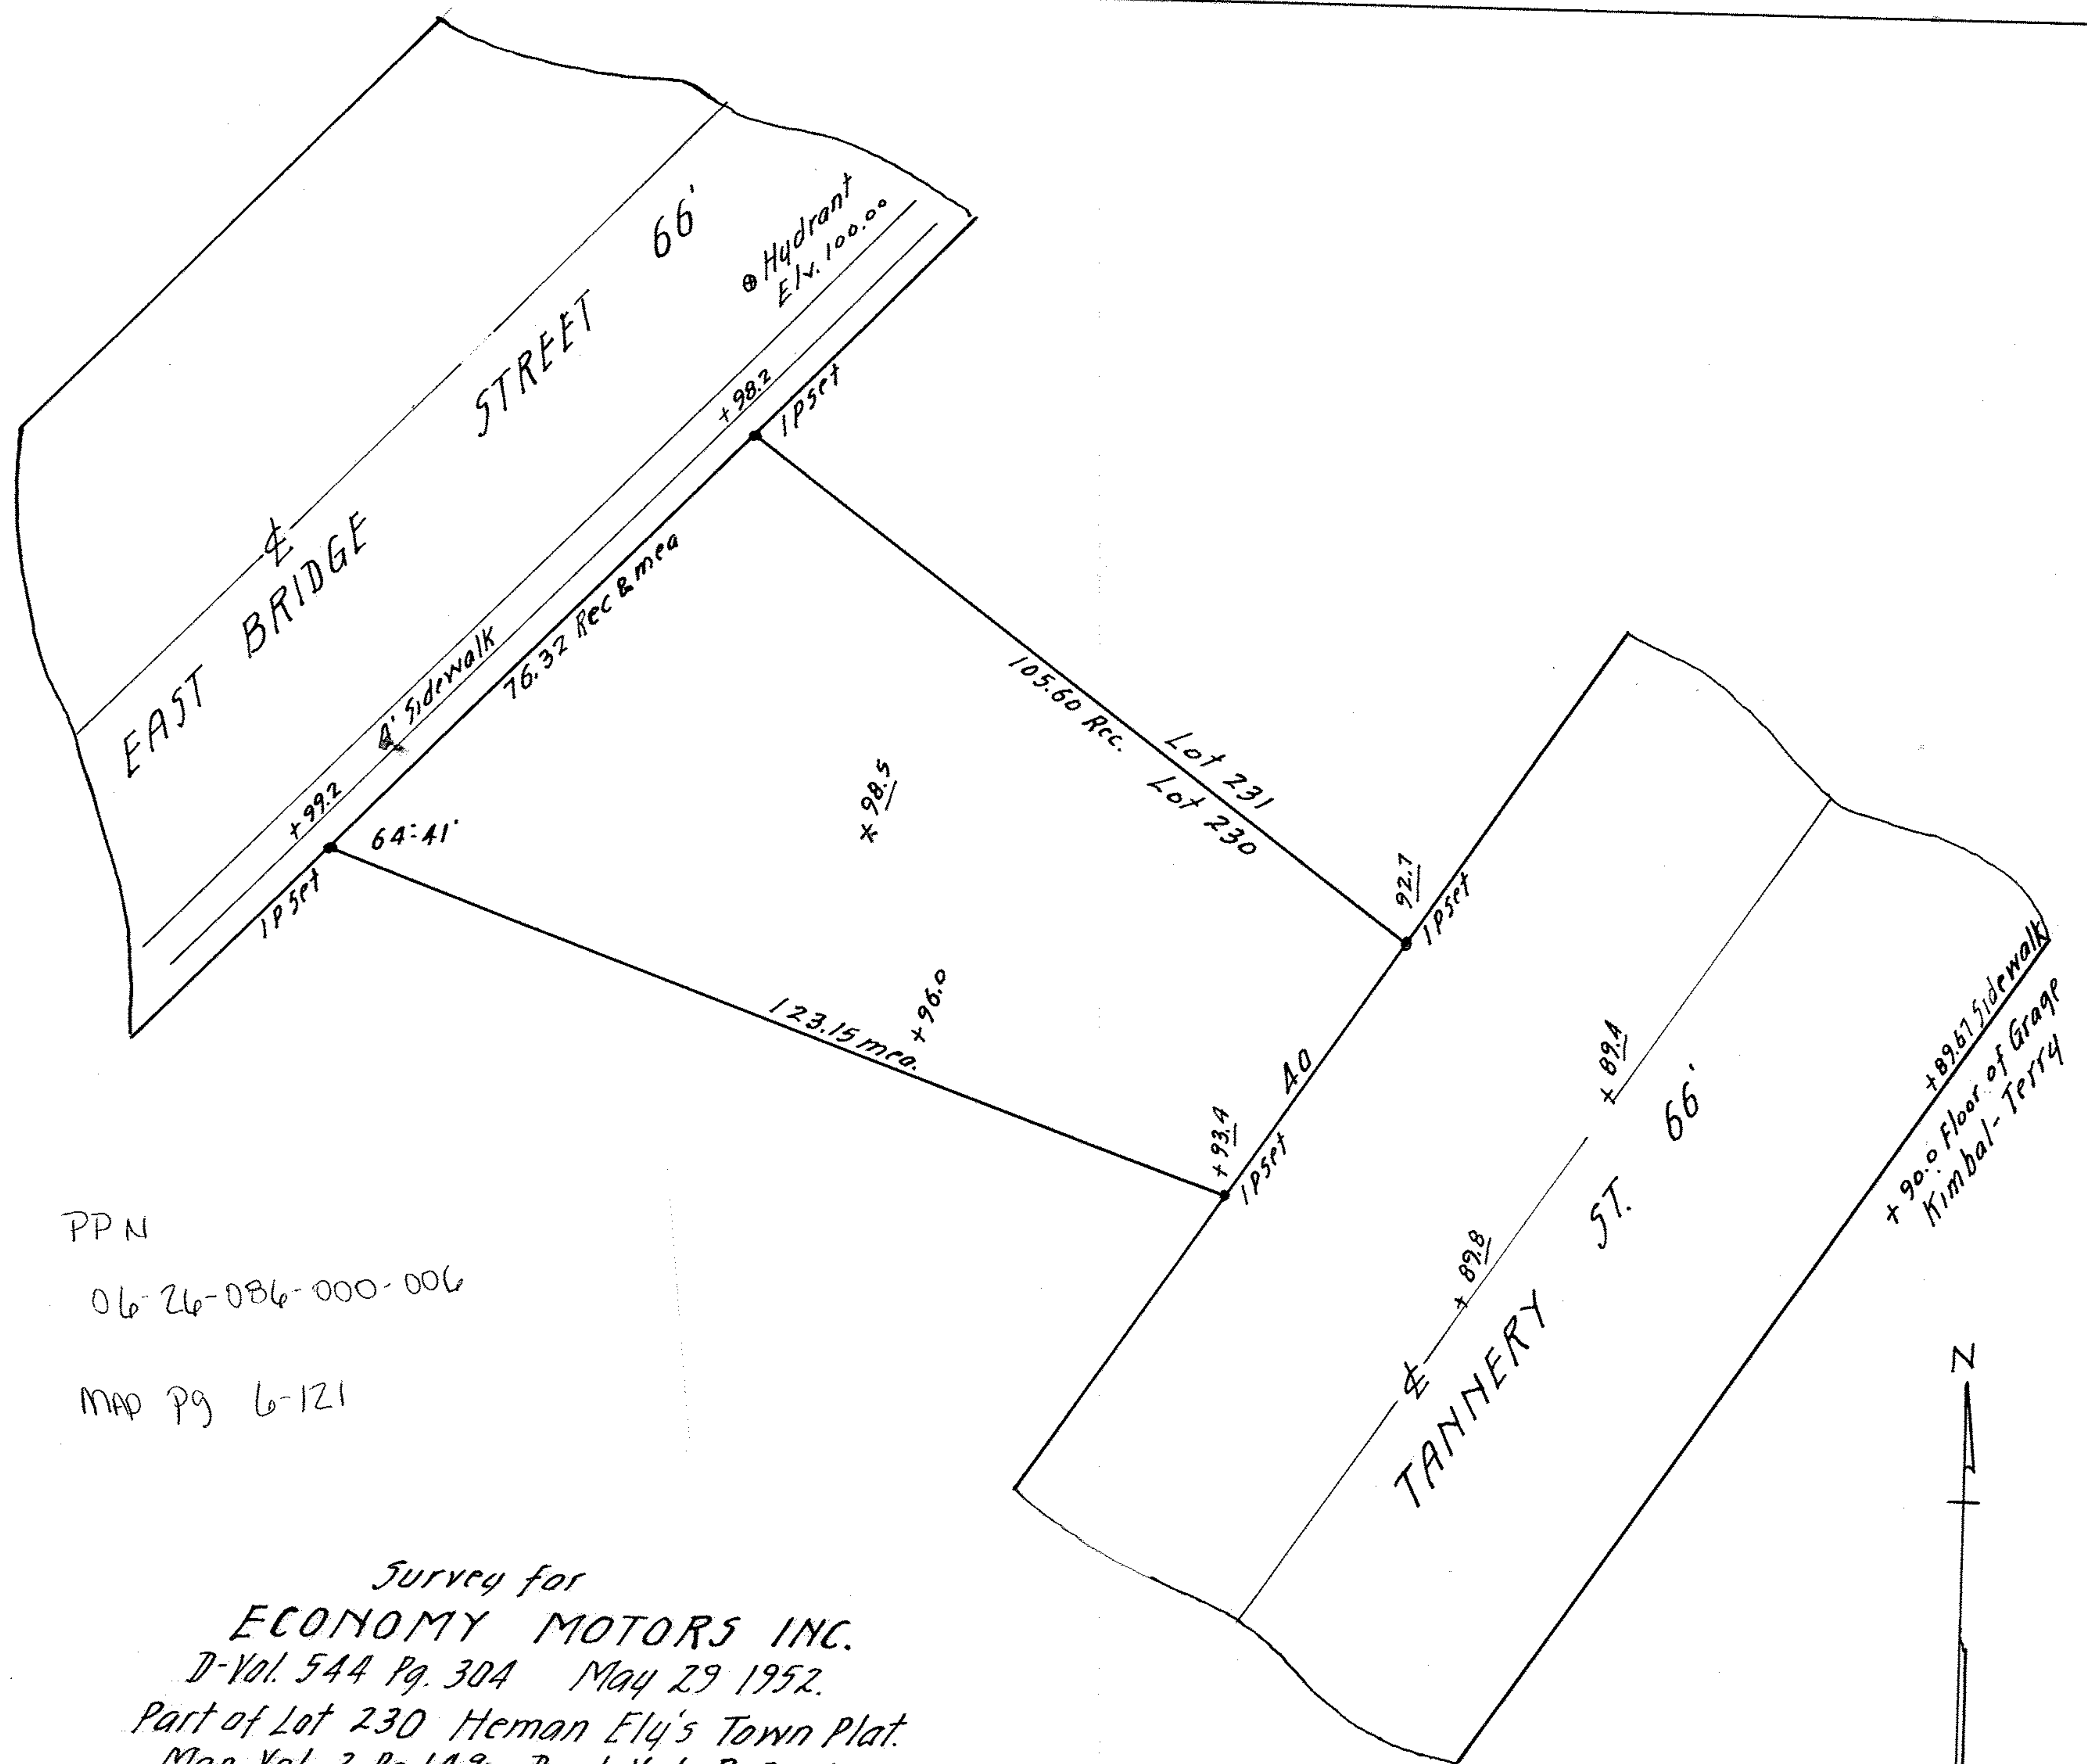 66'
Hydrant
Elv. 100.00
EAST BRIDGE STREET
℄
+98.2
1 P set
76.32 Rec & mea
4' Sidewalk
+99.2
64:41'
1 P set
105.60 Rec.
Lot 231
Lot 230
+98.5
+96.0
123.15 mea.
92.7
1 P set
40
+93.4
1 P set
+89.4
66'
+89.8
℄
TANNERY ST.
+89.67 Sidewalk
+90.0 Floor of Grage
Kimbal-Terry
N
PPN
06-26-086-000-006
MAP Pg 6-121
Survey for
ECONOMY MOTORS INC.
D-Vol. 544 Pg. 304 May 29 1952.
Part of Lot 230 Heman Ely's Town Plat.